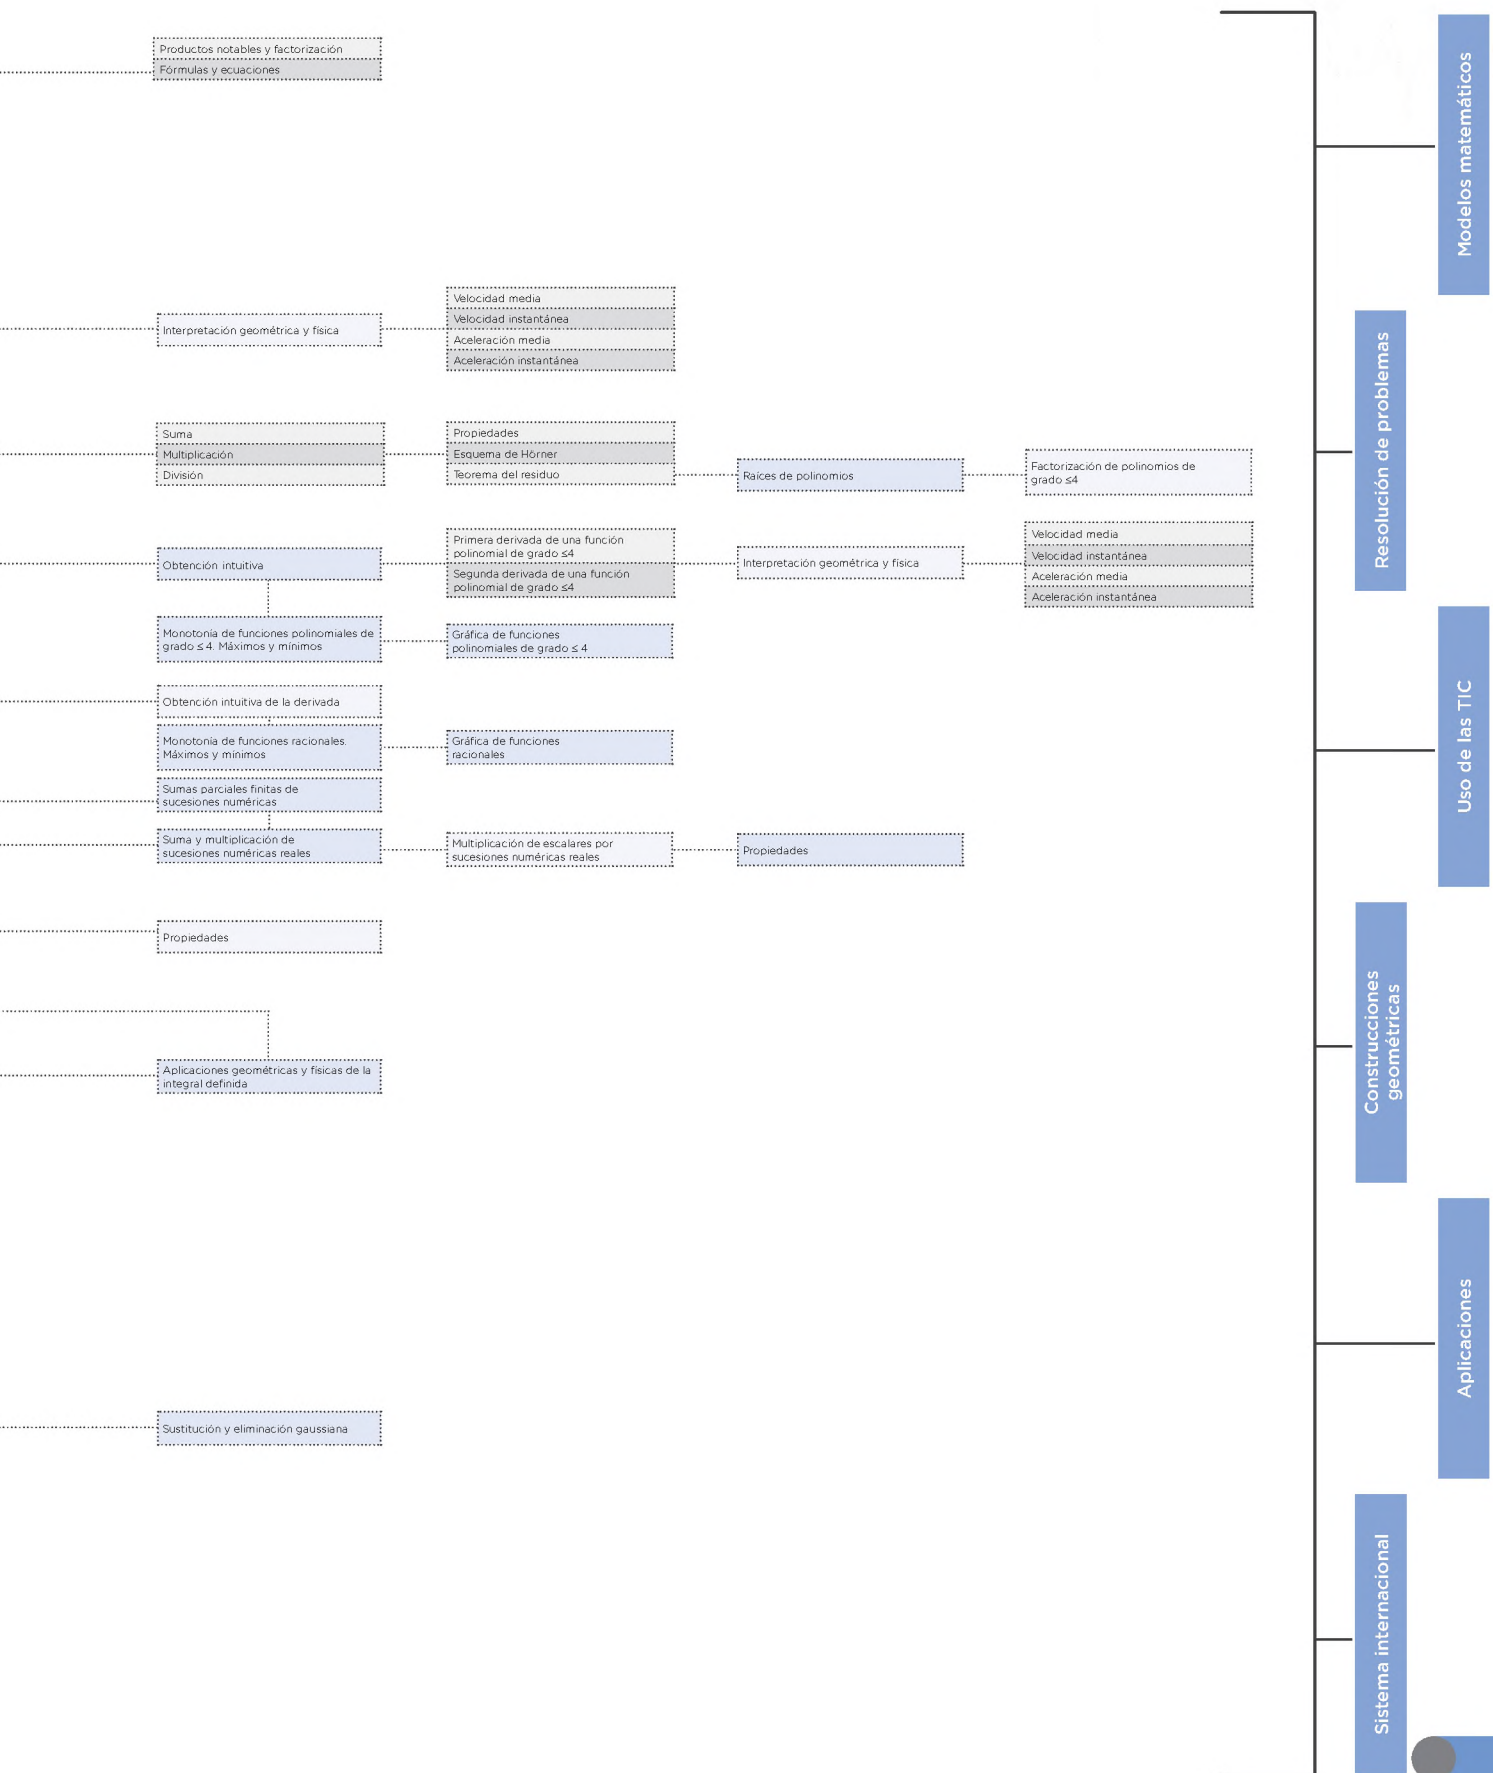 Productos notables y factorización
Fórmulas y ecuaciones
Interpretación geométrica y física
Velocidad media
Velocidad instantánea
Aceleración media
Aceleración instantánea
Suma
Multiplicación
División
Propiedades
Esquema de Hörner
Teorema del residuo
Raíces de polinomios
Factorización de polinomios de
grado ≤4
Obtención intuitiva
Primera derivada de una función
polinomial de grado ≤4
Segunda derivada de una función
polinomial de grado ≤4
Interpretación geométrica y física
Velocidad media
Velocidad instantánea
Aceleración media
Aceleración instantánea
Monotonía de funciones polinomiales de
grado ≤ 4. Máximos y mínimos
Gráfica de funciones
polinomiales de grado ≤ 4
Obtención intuitiva de la derivada
Monotonía de funciones racionales.
Máximos y mínimos
Gráfica de funciones
racionales
Sumas parciales finitas de
sucesiones numéricas
Suma y multiplicación de
sucesiones numéricas reales
Multiplicación de escalares por
sucesiones numéricas reales
Propiedades
Propiedades
Aplicaciones geométricas y físicas de la
integral definida
Sustitución y eliminación gaussiana
Modelos matemáticos
Resolución de problemas
Uso de las TIC
Construcciones
geométricas
Aplicaciones
Sistema internacional